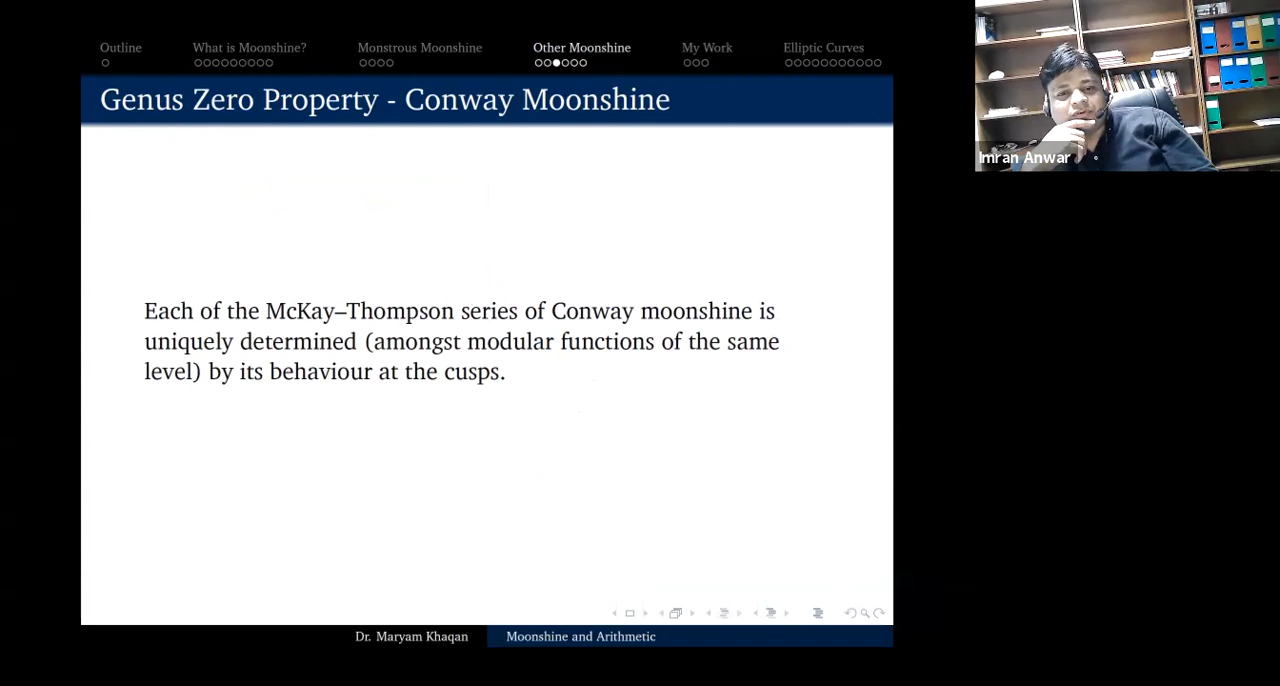 Outline
What is Moonshine?
Monstrous Moonshine
Other Moonshine
My Work
Elliptic Curves
Genus Zero Property - Conway Moonshine
Imran Anwar
Each of the McKay–Thompson series of Conway moonshine is
uniquely determined (amongst modular functions of the same
level) by its behaviour at the cusps.
Dr. Maryam Khaqan
Moonshine and Arithmetic